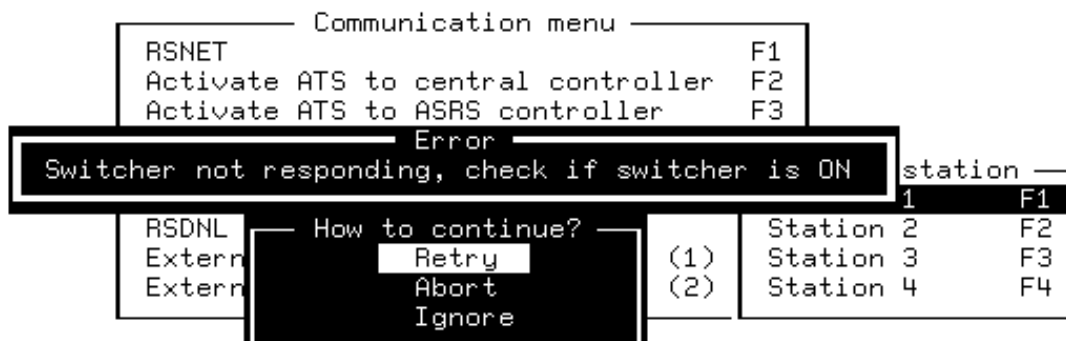 Communication menu
RSNET F1
Activate ATS to central controller F2
Activate ATS to ASRS controller F3
Error
Switcher not responding, check if switcher is ON
station
1 F1
RSDNL
How to continue?
Station 2 F2
Extern
Retry
(1)
Station 3 F3
Extern
Abort
(2)
Station 4 F4
Ignore